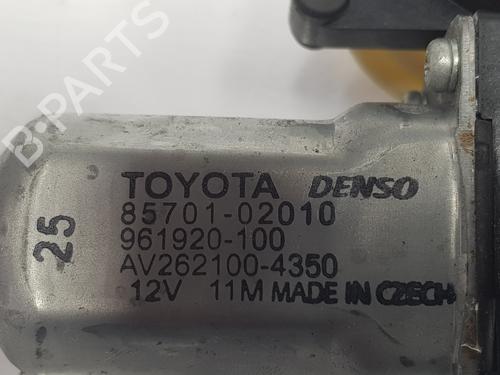 B-PARTS
TOYOTA DENSO
85701-02010
961920-100
AV262100-4350
12V 11M MADE IN CZECH
25